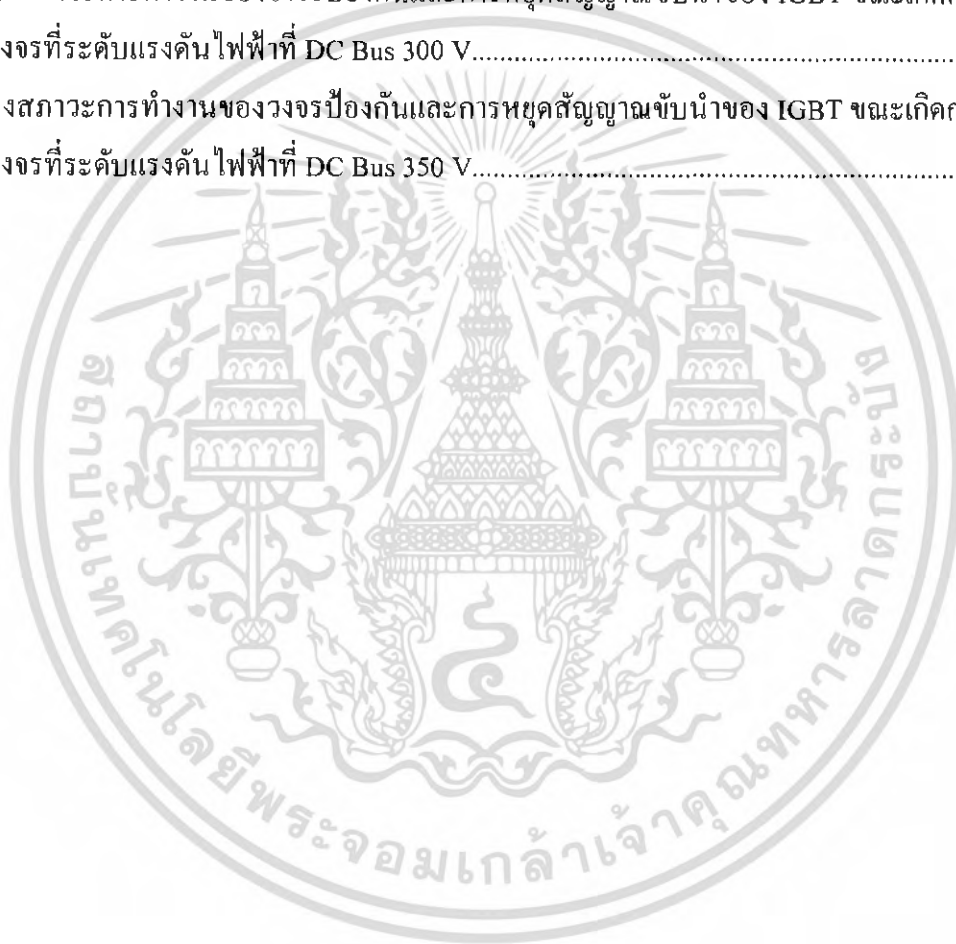 งจรที่ระดับแรงดันไฟฟ้าที่ DC Bus 300 V
งสภาวะการทำงานของวงจรป้องกันและการหยุดสัญญาณขับนำของ IGBT ขณะเกิด
งจรที่ระดับแรงดันไฟฟ้าที่ DC Bus 350 V
สถาบันเทคโนโลยีพระจอมเกล้าเจ้าคุณทหารลาดกระบัง